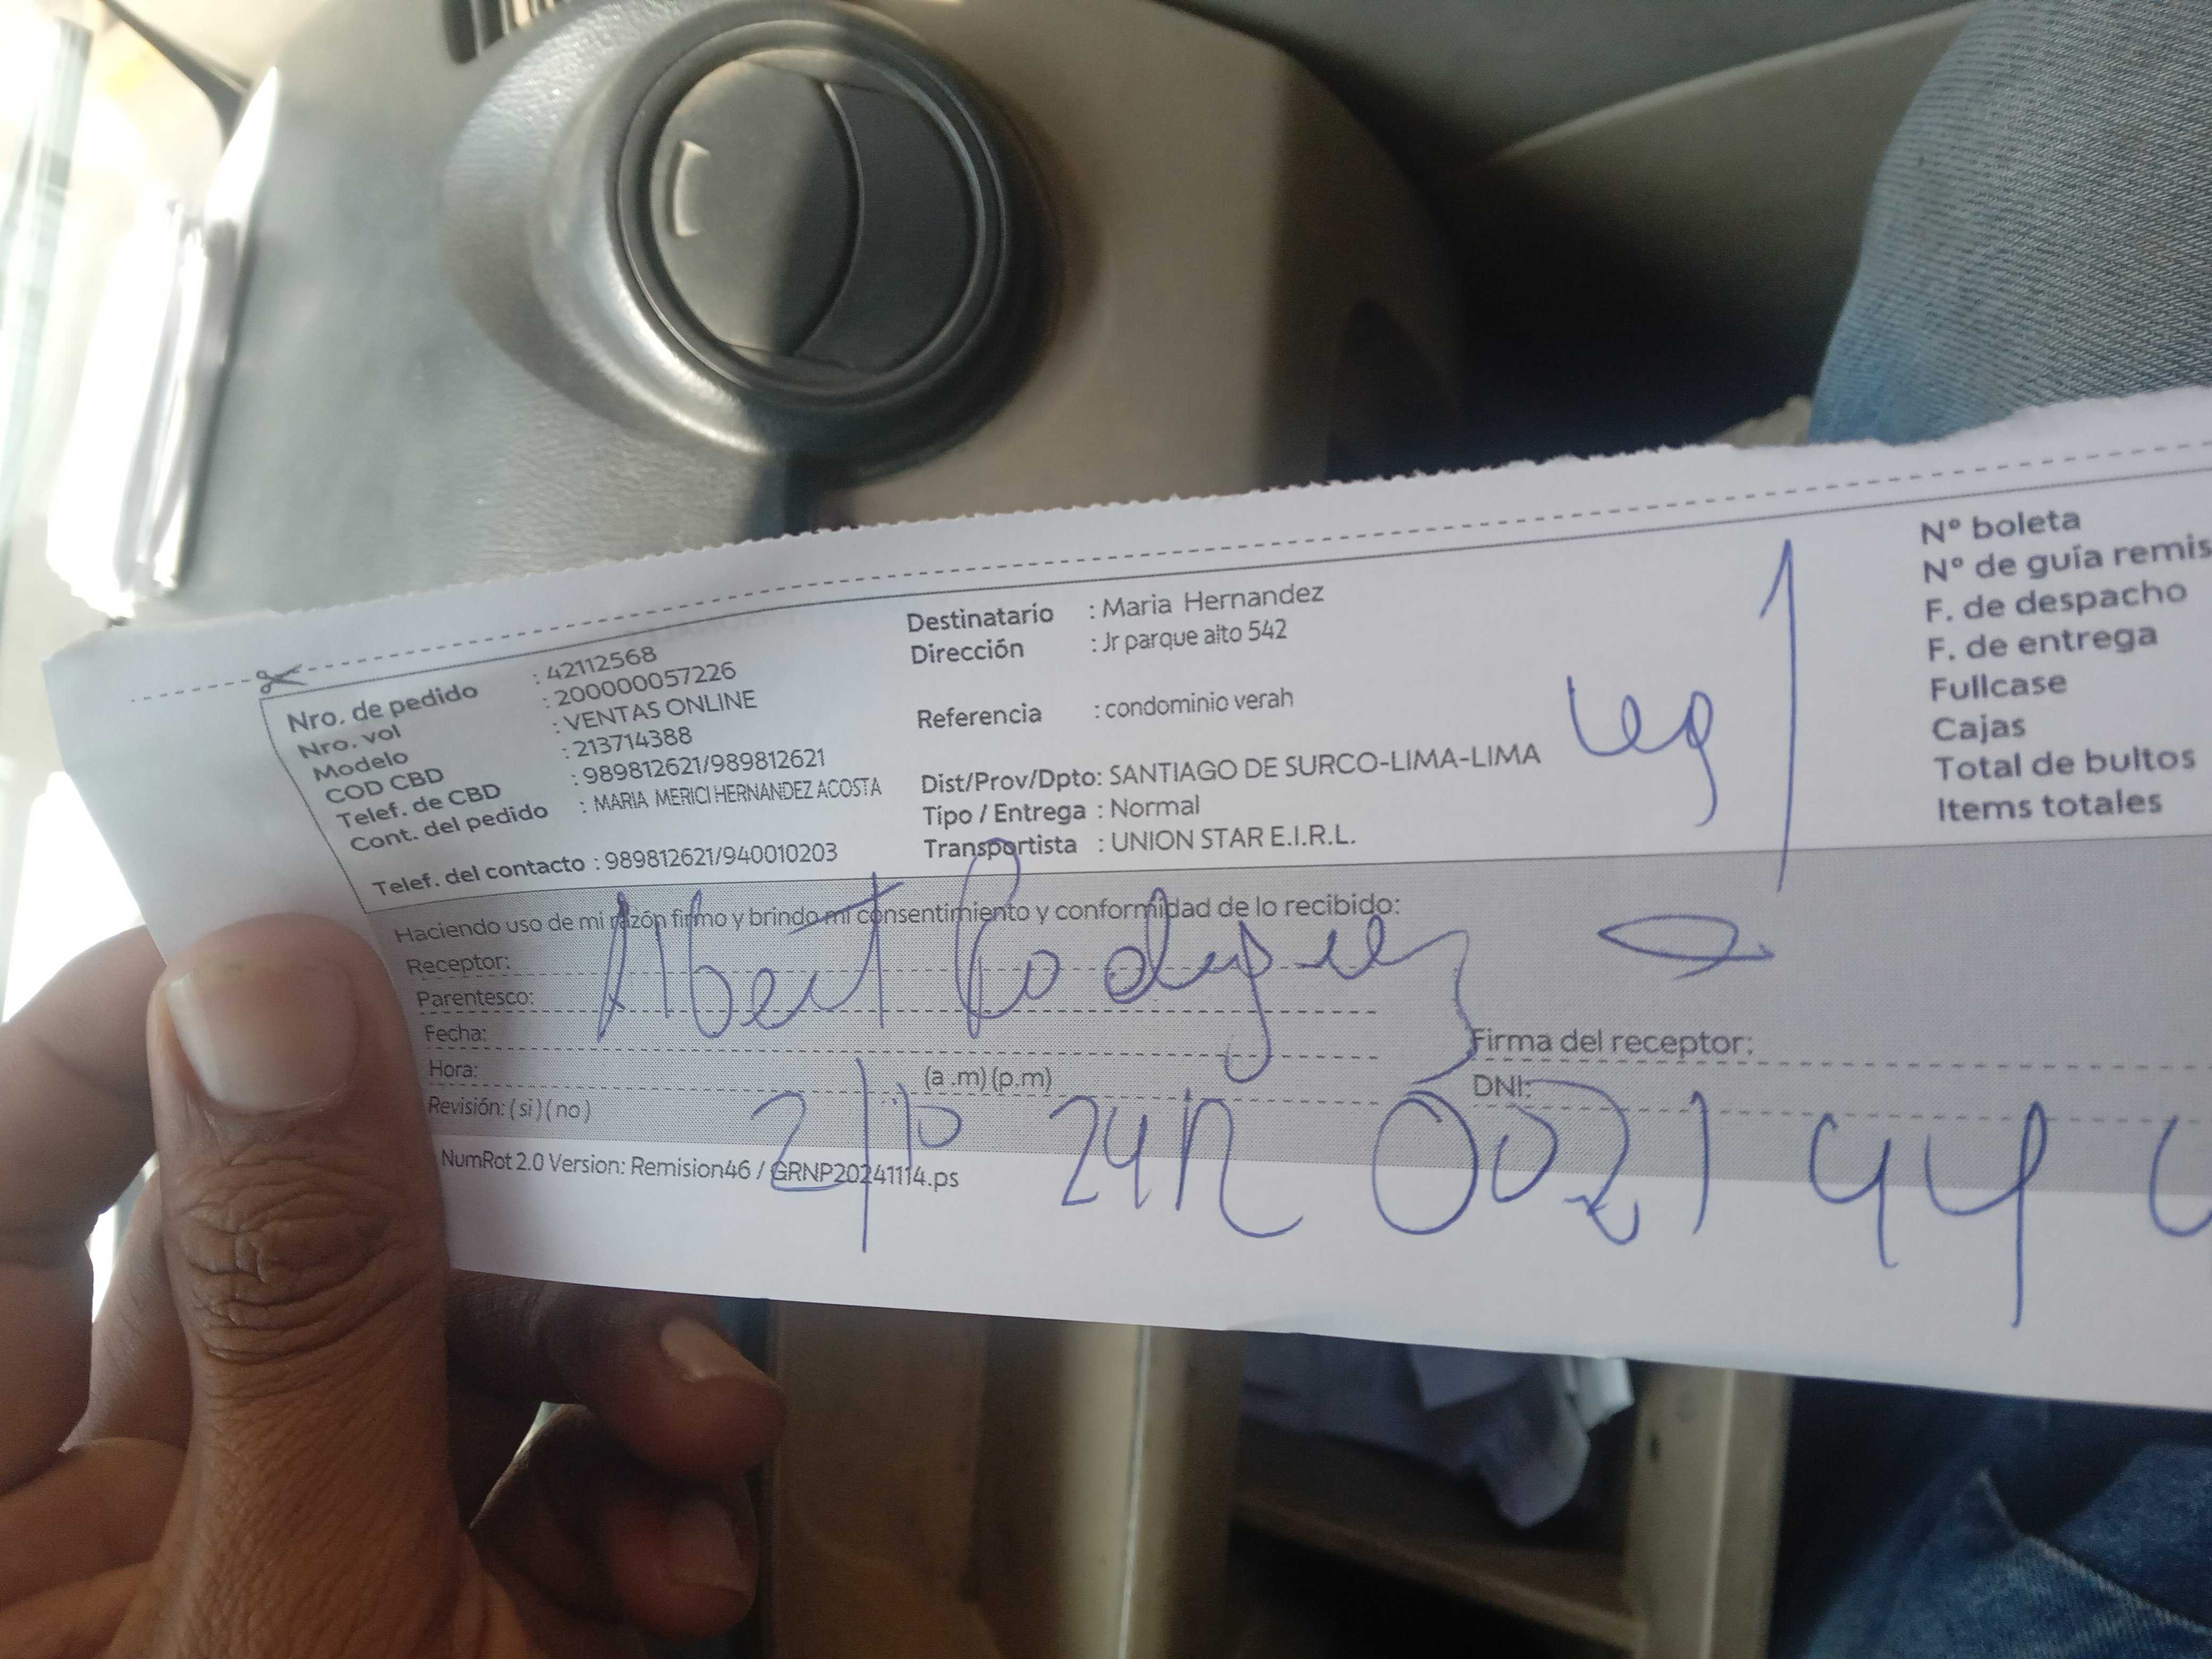 Nro. de pedido : 42112568
Nro. vol : 200000057226
Modelo : VENTAS ONLINE
COD CBD : 213714388
Telef. de CBD : 989812621/989812621
Cont. del pedido : MARIA MERICI HERNANDEZ ACOSTA
Telef. del contacto : 989812621/940010203
Destinatario : Maria Hernandez
Dirección : Jr parque alto 542
Referencia : condominio verah
Dist/Prov/Dpto: SANTIAGO DE SURCO-LIMA-LIMA
Tipo / Entrega : Normal
Transportista : UNION STAR E.I.R.L.
N° boleta
N° de guía remis
F. de despacho
F. de entrega
Fullcase
Cajas
Total de bultos
Items totales
Haciendo uso de mi razón firmo y brindo mi consentimiento y conformidad de lo recibido:
Receptor:
Parentesco:
Albert Rodriguez
Fecha:
Hora: (a .m) (p.m)
Revisión: ( si ) ( no )
Firma del receptor:
DNI:
002144
NumRot 2.0 Version: Remision46 / GRNP20241114.ps